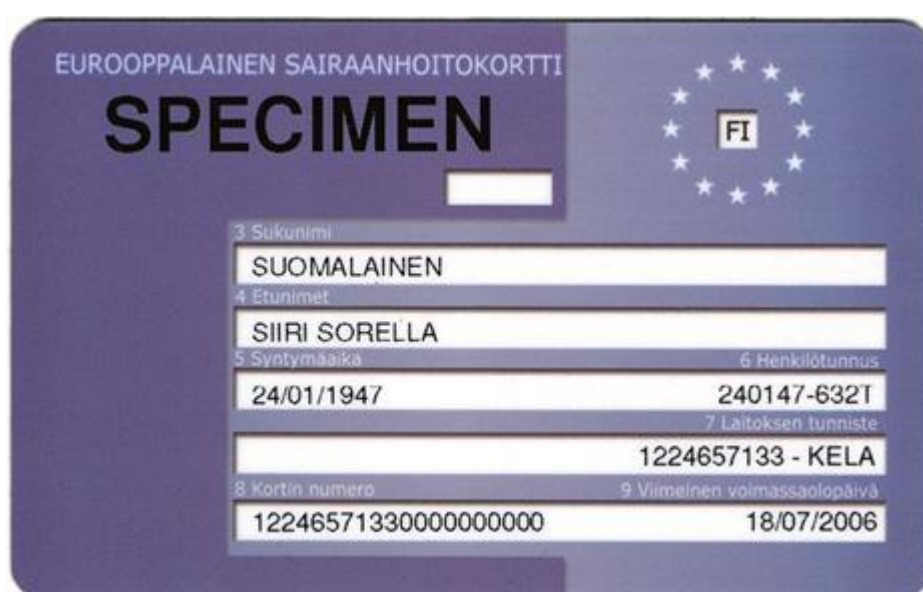 EUROOPPALAINEN SAIRAANHOITOKORTTI
SPECIMEN
FI
3 Sukunimi
SUOMALAINEN
4 Etunimet
SIIRI SORELLA
5 Syntymäaika 6 Henkilötunnus
24/01/1947 240147-632T
7 Laitoksen tunniste
1224657133 - KELA
8 Kortin numero 9 Viimeinen voimassaolopäivä
12246571330000000000 18/07/2006